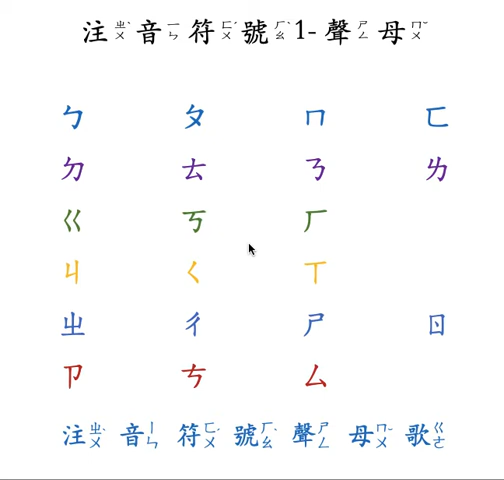 注ㄓㄨˋ音ㄧㄣ符ㄈㄨˊ號ㄏㄠˋ1-聲ㄕㄥ母ㄇㄨˇ
ㄅ ㄆ ㄇ ㄈ
ㄉ ㄊ ㄋ ㄌ
ㄍ ㄎ ㄏ
ㄐ ㄑ ㄒ
ㄓ ㄔ ㄕ ㄖ
ㄗ ㄘ ㄙ
注ㄓㄨˋ音ㄧㄣ符ㄈㄨˊ號ㄏㄠˋ聲ㄕㄥ母ㄇㄨˇ歌ㄍㄜ